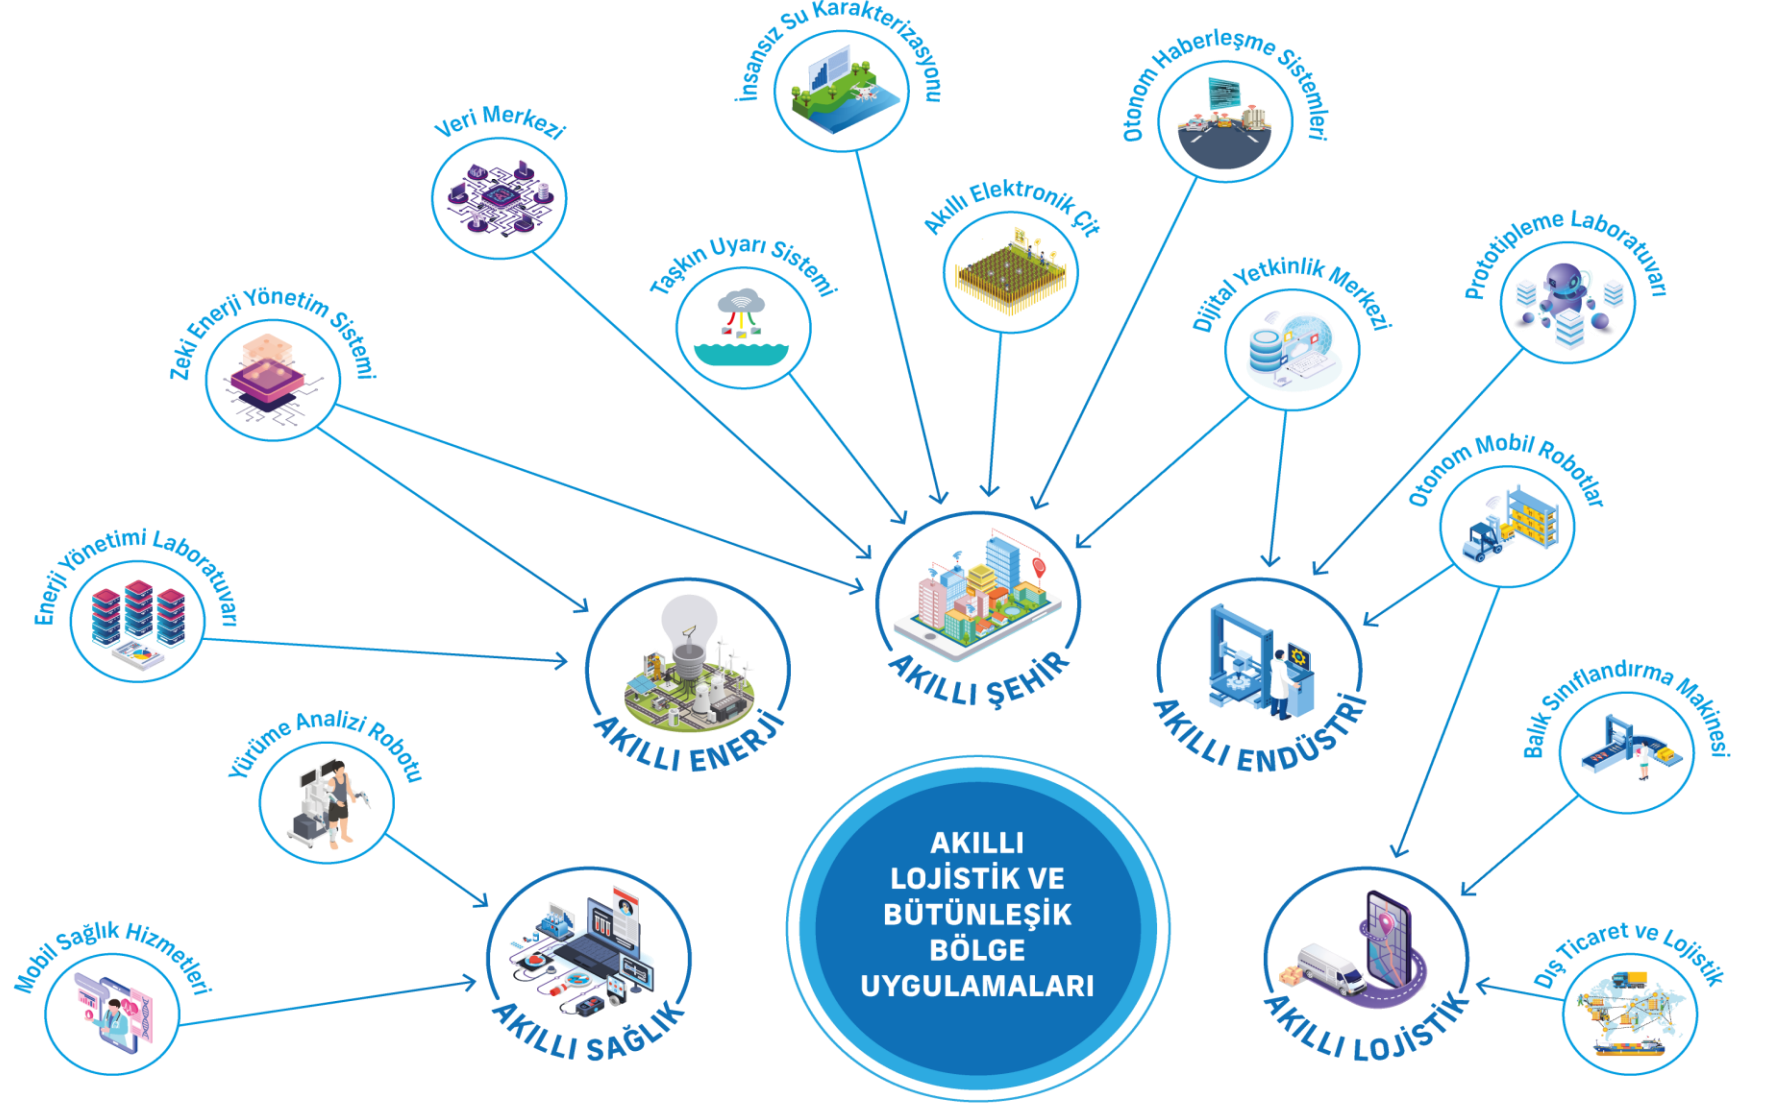 İnsansız Su Karakterizasyonu
Otonom Haberleşme Sistemleri
Veri Merkezi
Akıllı Elektronik Çit
Taşkın Uyarı Sistemi
Prototipleme Laboratuvarı
Dijital Yetkinlik Merkezi
Zeki Enerji Yönetim Sistemi
Otonom Mobil Robotlar
Enerji Yönetimi Laboratuvarı
AKILLI ŞEHİR
AKILLI ENERJİ
AKILLI ENDÜSTRİ
Balık Sınıflandırma Makinesi
Yürüme Analizi Robotu
AKILLI
LOJİSTİK VE
BÜTÜNLEŞİK
BÖLGE
UYGULAMALARI
Mobil Sağlık Hizmetleri
Dış Ticaret ve Lojistik
AKILLI SAĞLIK
AKILLI LOJİSTİK